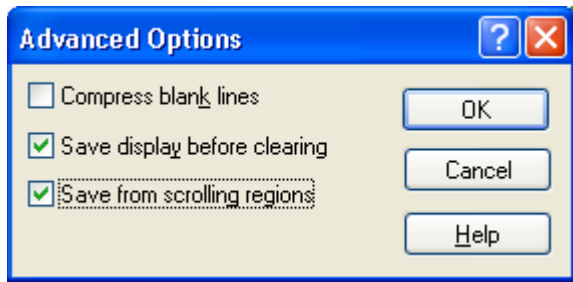 Advanced Options
Compress blank lines
Save display before clearing
Save from scrolling regions
OK
Cancel
Help